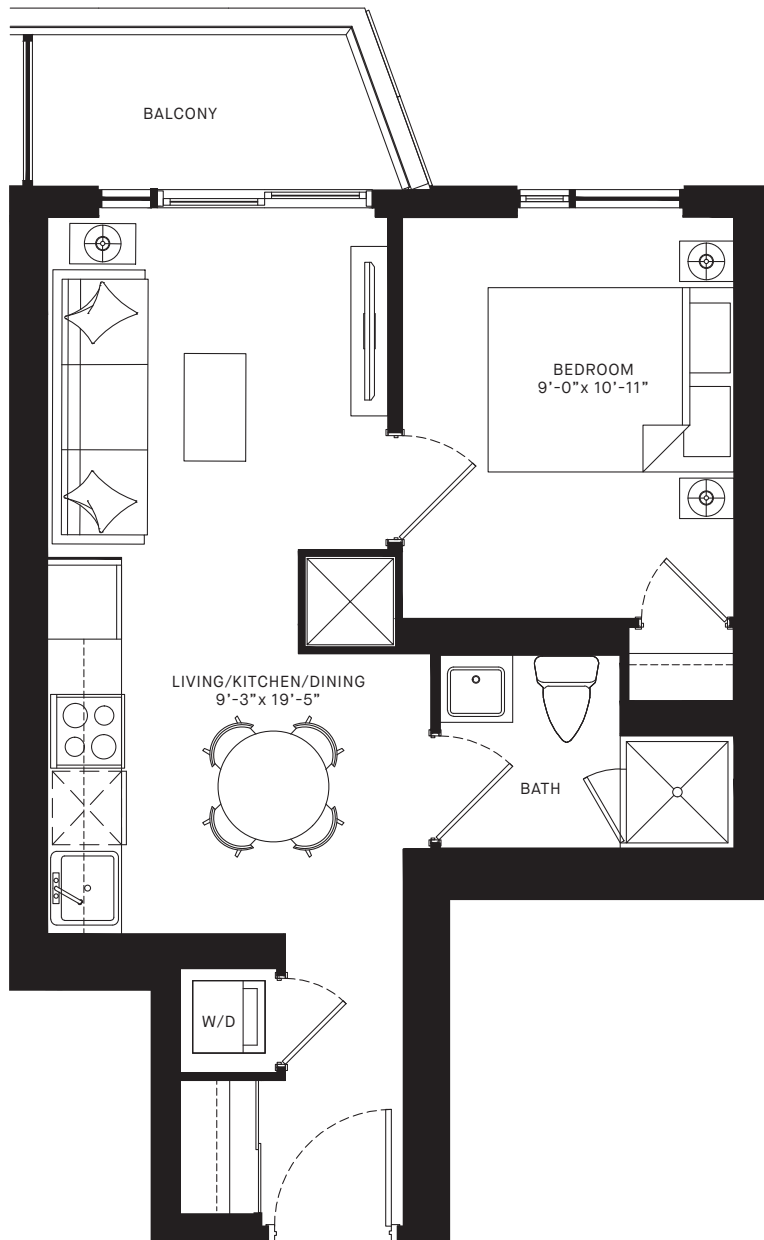 BALCONY
BEDROOM
9’-0”x 10’-11”
LIVING/KITCHEN/DINING
9’-3”x 19’-5”
BATH
W/D